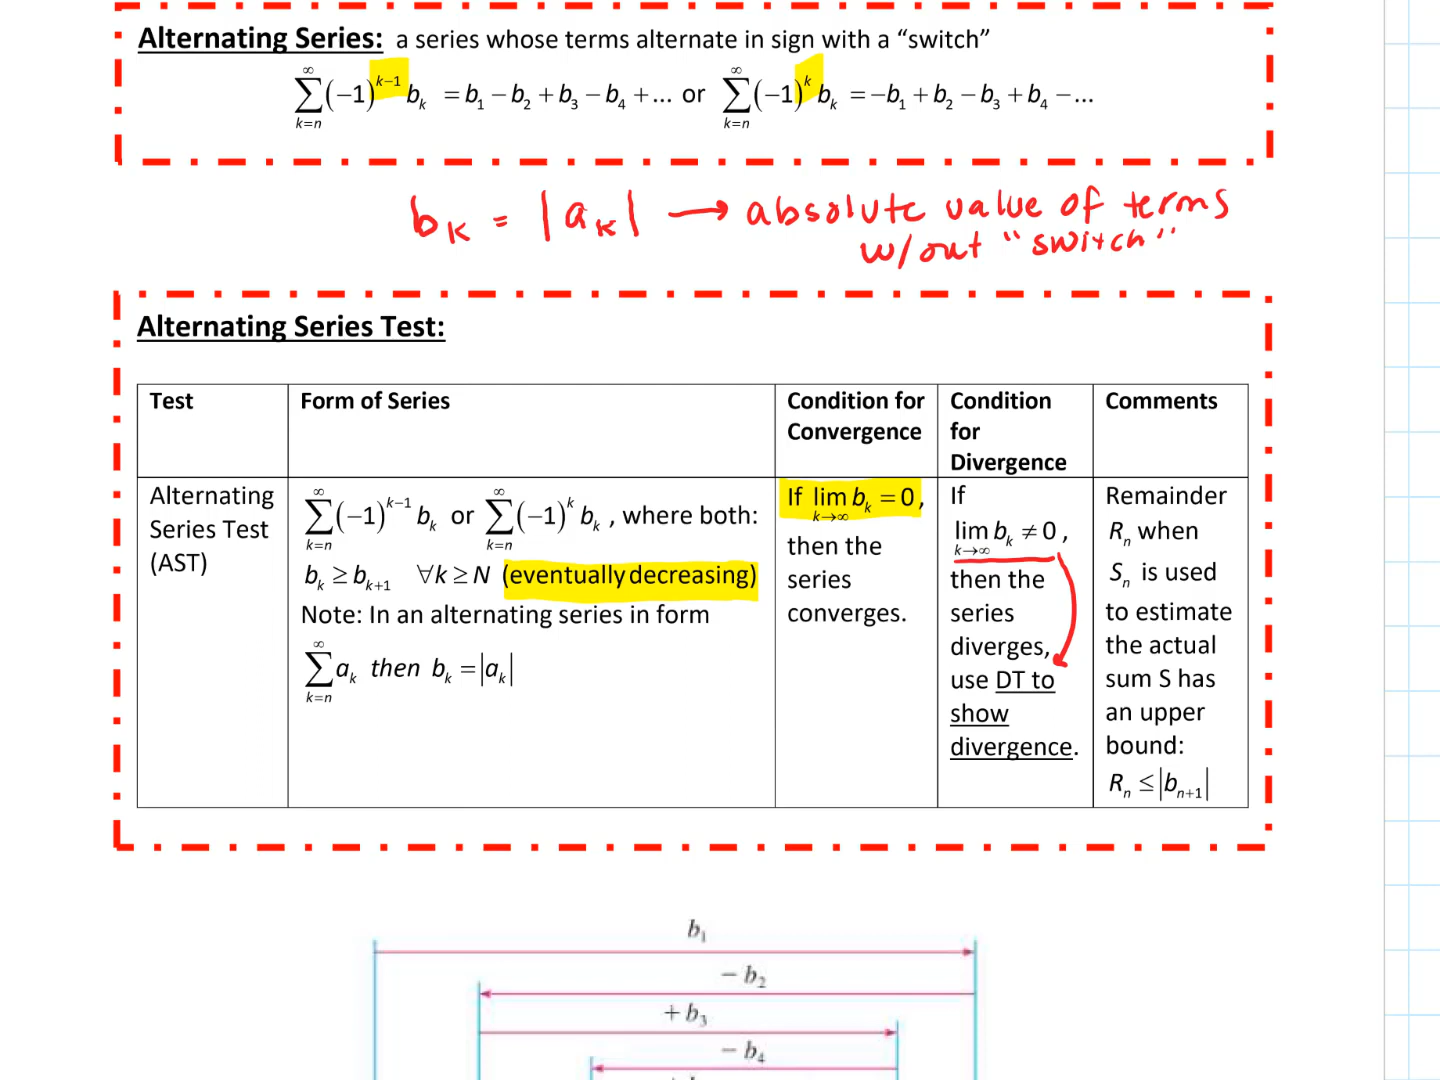 Alternating Series: a series whose terms alternate in sign with a “switch”
∑_{k=n}^{∞} (−1)^{k−1} b_k = b_1 − b_2 + b_3 − b_4 + ... or ∑_{k=n}^{∞} (−1)^k b_k = −b_1 + b_2 − b_3 + b_4 − ...
b_K = |a_K| → absolute value of terms
w/out "switch"
Alternating Series Test:
Test
Form of Series
Condition for
Convergence
Condition
for
Divergence
Comments
Alternating
Series Test
(AST)
∑_{k=n}^{∞} (−1)^{k−1} b_k or ∑_{k=n}^{∞} (−1)^k b_k , where both:
b_k ≥ b_{k+1} ∀k ≥ N (eventually decreasing)
Note: In an alternating series in form
∑_{k=n}^{∞} a_k then b_k = |a_k|
If lim_{k→∞} b_k = 0,
then the
series
converges.
If
lim_{k→∞} b_k ≠ 0 ,
then the
series
diverges,
use DT to
show
divergence.
Remainder
R_n when
S_n is used
to estimate
the actual
sum S has
an upper
bound:
R_n ≤ |b_{n+1}|
b_1
− b_2
+ b_3
− b_4